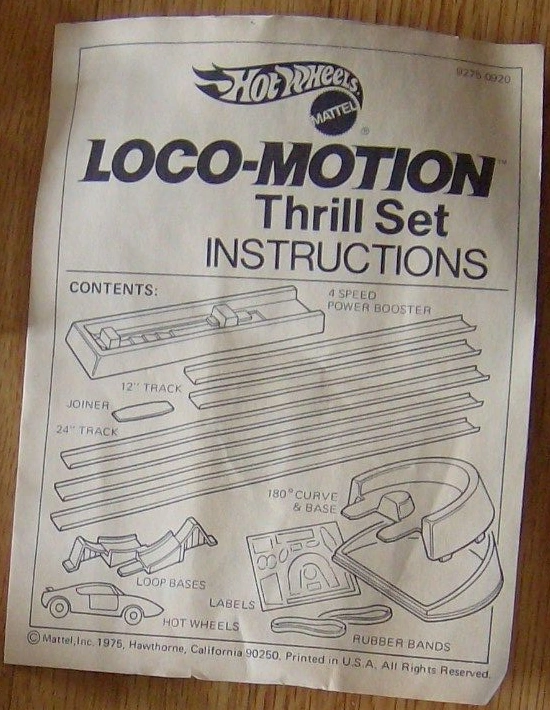 9275 0920
Hot Wheels®
MATTEL
®
LOCO-MOTION™
Thrill Set
INSTRUCTIONS
CONTENTS:
4 SPEED
POWER BOOSTER
12" TRACK
JOINER
24" TRACK
180° CURVE
& BASE
LOOP BASES
LABELS
HOT WHEELS
RUBBER BANDS
© Mattel, Inc. 1975, Hawthorne, California 90250. Printed in U.S.A. All Rights Reserved.